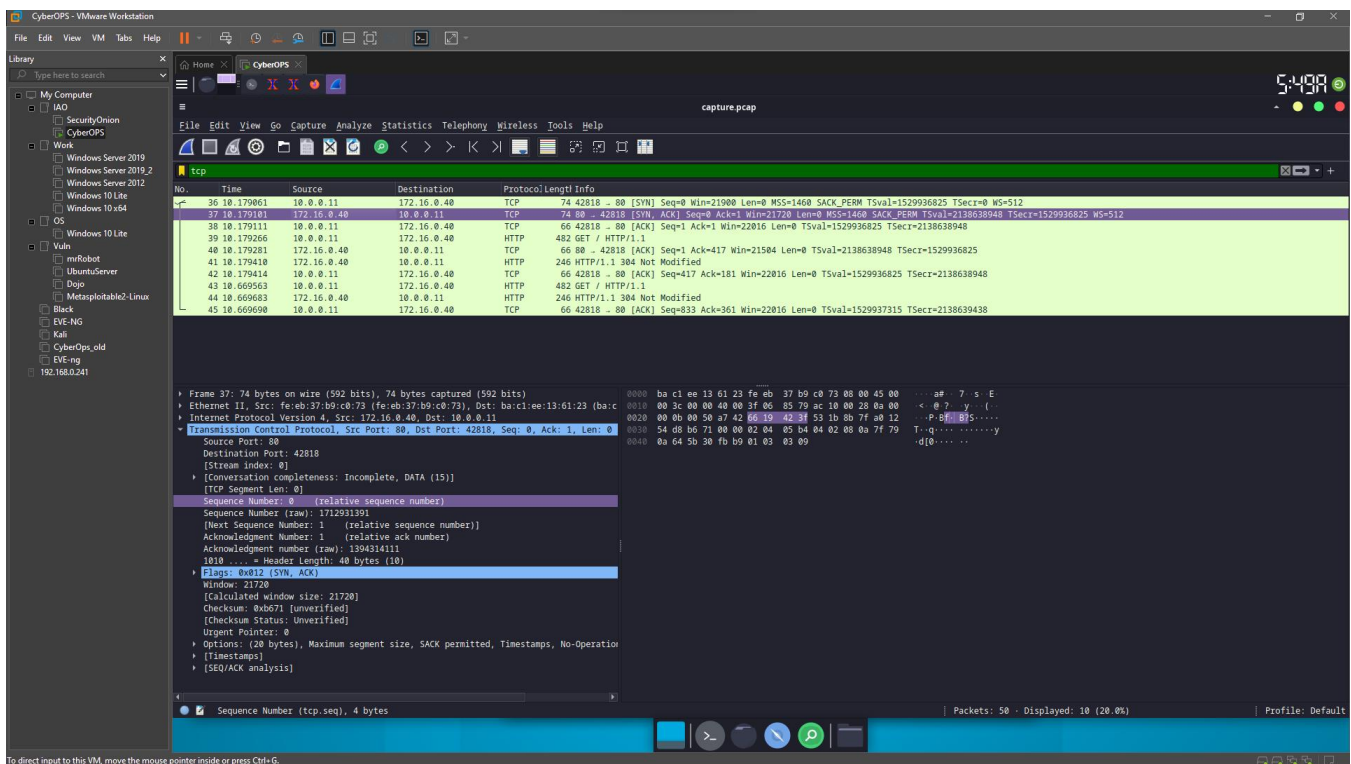 CyberOPS - VMware Workstation
File Edit View VM Tabs Help
Library
Type here to search
My Computer
IAO
SecurityOnion
CyberOPS
Work
Windows Server 2019
Windows Server 2019_2
Windows Server 2012
Windows 10 Lite
Windows 10 x64
OS
Windows 10 Lite
Vuln
mrRobot
UbuntuServer
Dojo
Metasploitable2-Linux
Black
EVE-NG
Kali
CyberOps_old
EVE-ng
192.168.0.241
Home CyberOPS
5:49A
capture.pcap
File Edit View Go Capture Analyze Statistics Telephony Wireless Tools Help
tcp
No. Time Source Destination Protocol Length Info
36 10.179061 10.0.0.11 172.16.0.40 TCP 74 42818 → 80 [SYN] Seq=0 Win=21900 Len=0 MSS=1460 SACK_PERM TSval=1529936825 TSecr=0 WS=512
37 10.179101 172.16.0.40 10.0.0.11 TCP 74 80 → 42818 [SYN, ACK] Seq=0 Ack=1 Win=21720 Len=0 MSS=1460 SACK_PERM TSval=2138638948 TSecr=1529936825 WS=512
38 10.179111 10.0.0.11 172.16.0.40 TCP 66 42818 → 80 [ACK] Seq=1 Ack=1 Win=22016 Len=0 TSval=1529936825 TSecr=2138638948
39 10.179266 10.0.0.11 172.16.0.40 HTTP 482 GET / HTTP/1.1
40 10.179281 172.16.0.40 10.0.0.11 TCP 66 80 → 42818 [ACK] Seq=1 Ack=417 Win=21504 Len=0 TSval=2138638948 TSecr=1529936825
41 10.179410 172.16.0.40 10.0.0.11 HTTP 246 HTTP/1.1 304 Not Modified
42 10.179414 10.0.0.11 172.16.0.40 TCP 66 42818 → 80 [ACK] Seq=417 Ack=181 Win=22016 Len=0 TSval=1529936825 TSecr=2138638948
43 10.669563 10.0.0.11 172.16.0.40 HTTP 482 GET / HTTP/1.1
44 10.669683 172.16.0.40 10.0.0.11 HTTP 246 HTTP/1.1 304 Not Modified
45 10.669690 10.0.0.11 172.16.0.40 TCP 66 42818 → 80 [ACK] Seq=833 Ack=361 Win=22016 Len=0 TSval=1529937315 TSecr=2138639438
Frame 37: 74 bytes on wire (592 bits), 74 bytes captured (592 bits)
Ethernet II, Src: fe:eb:37:b9:c0:73 (fe:eb:37:b9:c0:73), Dst: ba:c1:ee:13:61:23 (ba:c
Internet Protocol Version 4, Src: 172.16.0.40, Dst: 10.0.0.11
Transmission Control Protocol, Src Port: 80, Dst Port: 42818, Seq: 0, Ack: 1, Len: 0
Source Port: 80
Destination Port: 42818
[Stream index: 0]
[Conversation completeness: Incomplete, DATA (15)]
[TCP Segment Len: 0]
Sequence Number: 0 (relative sequence number)
Sequence Number (raw): 1712931391
[Next Sequence Number: 1 (relative sequence number)]
Acknowledgment Number: 1 (relative ack number)
Acknowledgment number (raw): 1394314111
1010 .... = Header Length: 40 bytes (10)
Flags: 0x012 (SYN, ACK)
Window: 21720
[Calculated window size: 21720]
Checksum: 0xb671 [unverified]
[Checksum Status: Unverified]
Urgent Pointer: 0
Options: (20 bytes), Maximum segment size, SACK permitted, Timestamps, No-Operation
[Timestamps]
[SEQ/ACK analysis]
0000 ba c1 ee 13 61 23 fe eb 37 b9 c0 73 08 00 45 00 ····a#··7··s··E·
0010 00 3c 00 00 40 00 3f 06 85 79 ac 10 00 28 0a 00 ·<··@·?··y···(··
0020 00 0b 00 50 a7 42 66 19 42 3f 53 1b 8b 7f a0 12 ···P·Bf·B?S·····
0030 54 d8 b6 71 00 00 02 04 05 b4 04 02 08 0a 7f 79 T··q···········y
0040 0a 64 5b 30 fb b9 01 03 03 09 ·d[0······
Sequence Number (tcp.seq), 4 bytes
Packets: 50 · Displayed: 10 (20.0%)
Profile: Default
To direct input to this VM, move the mouse pointer inside or press Ctrl+G.